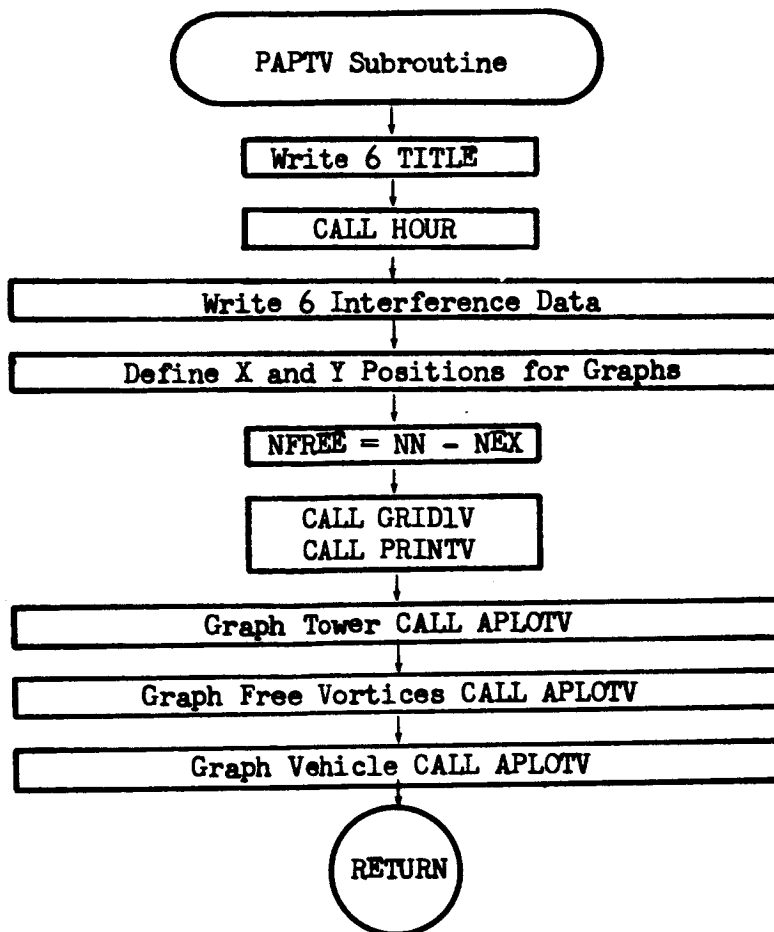 PAPTV Subroutine
Write 6 TITLE
CALL HOUR
Write 6 Interference Data
Define X and Y Positions for Graphs
NFREE = NN - NEX
CALL GRID1V
CALL PRINTV
Graph Tower CALL APLOTV
Graph Free Vortices CALL APLOTV
Graph Vehicle CALL APLOTV
RETURN